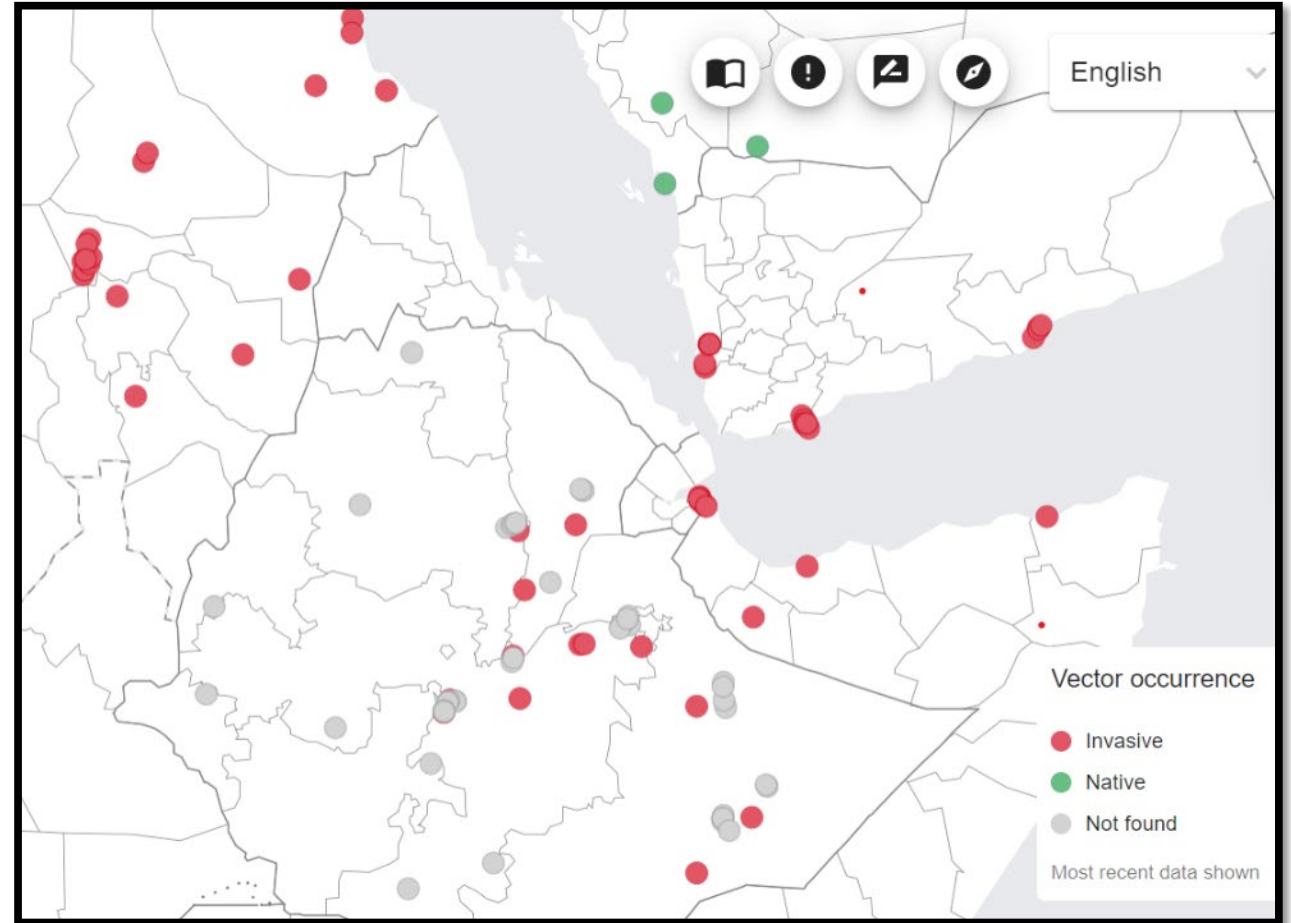 English
Vector occurrence
Invasive
Native
Not found
Most recent data shown